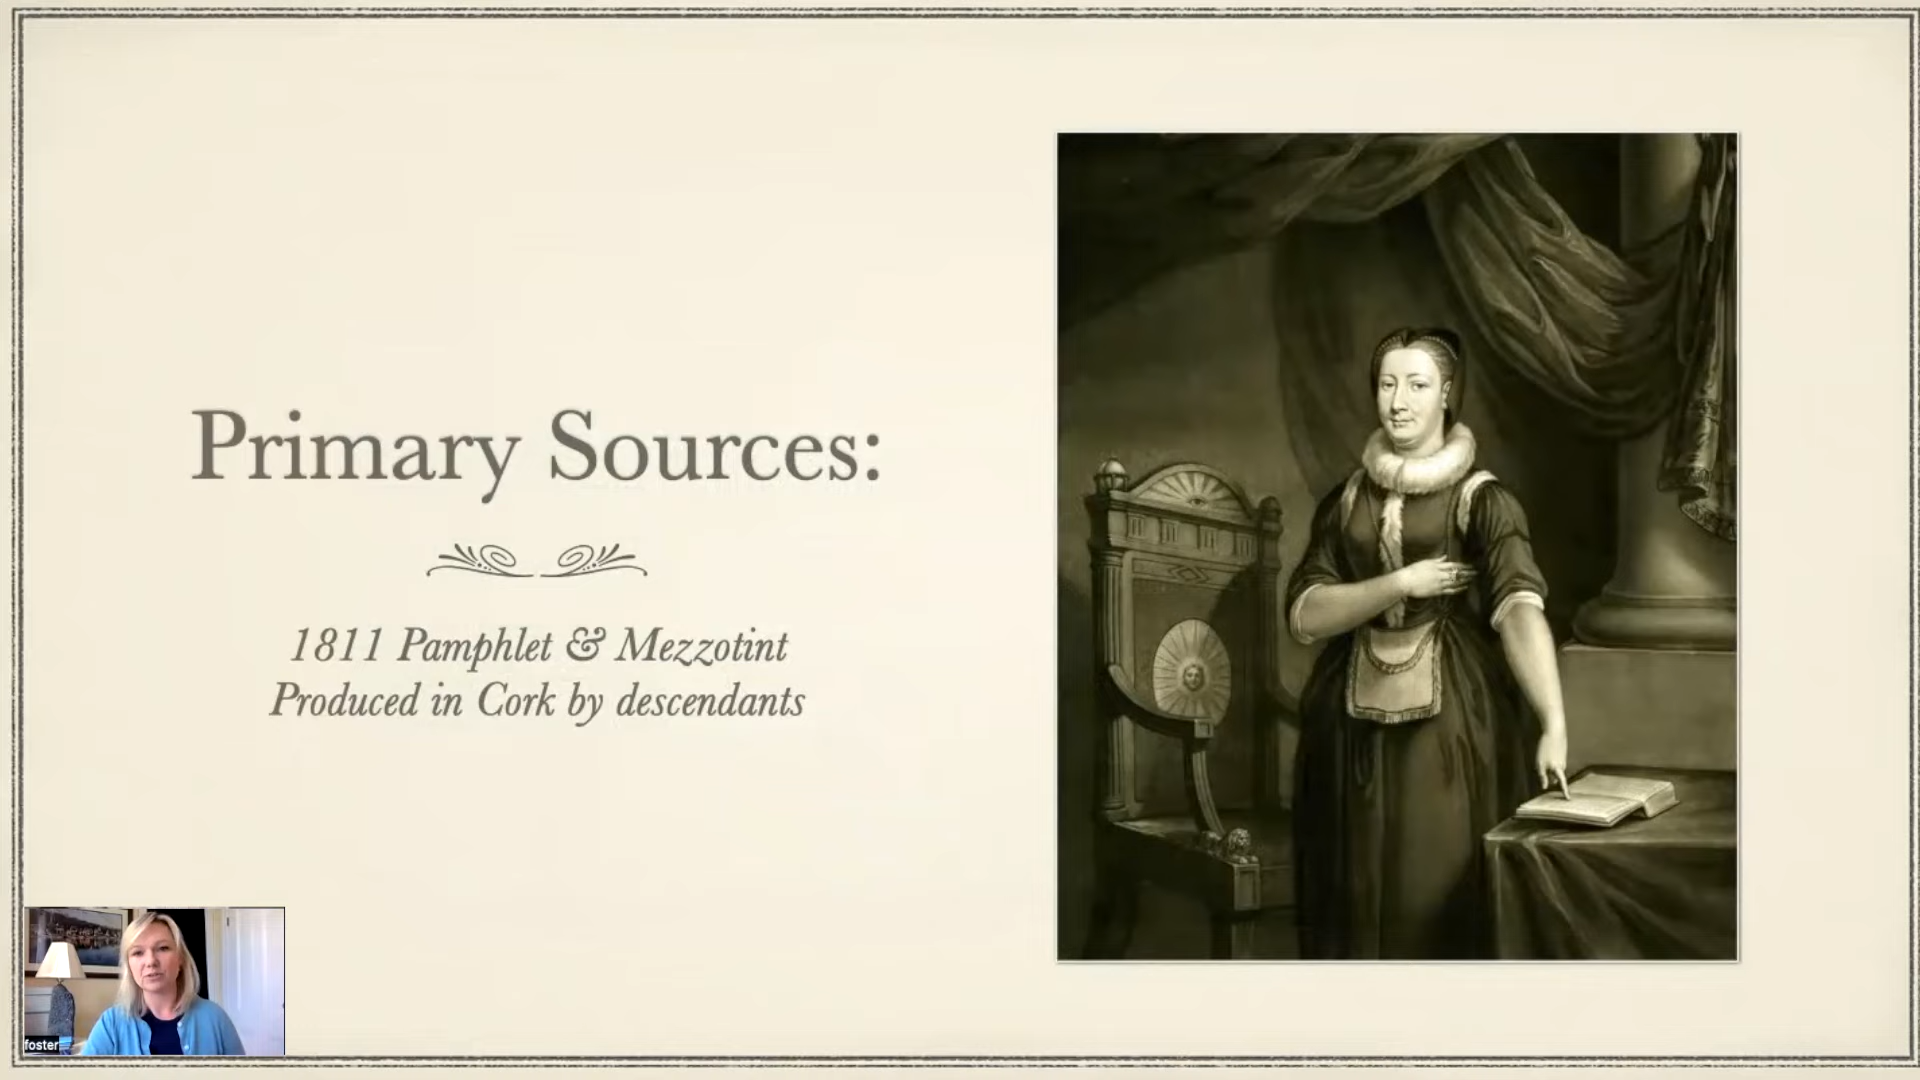 Primary Sources:
1811 Pamphlet & Mezzotint
Produced in Cork by descendants
foster